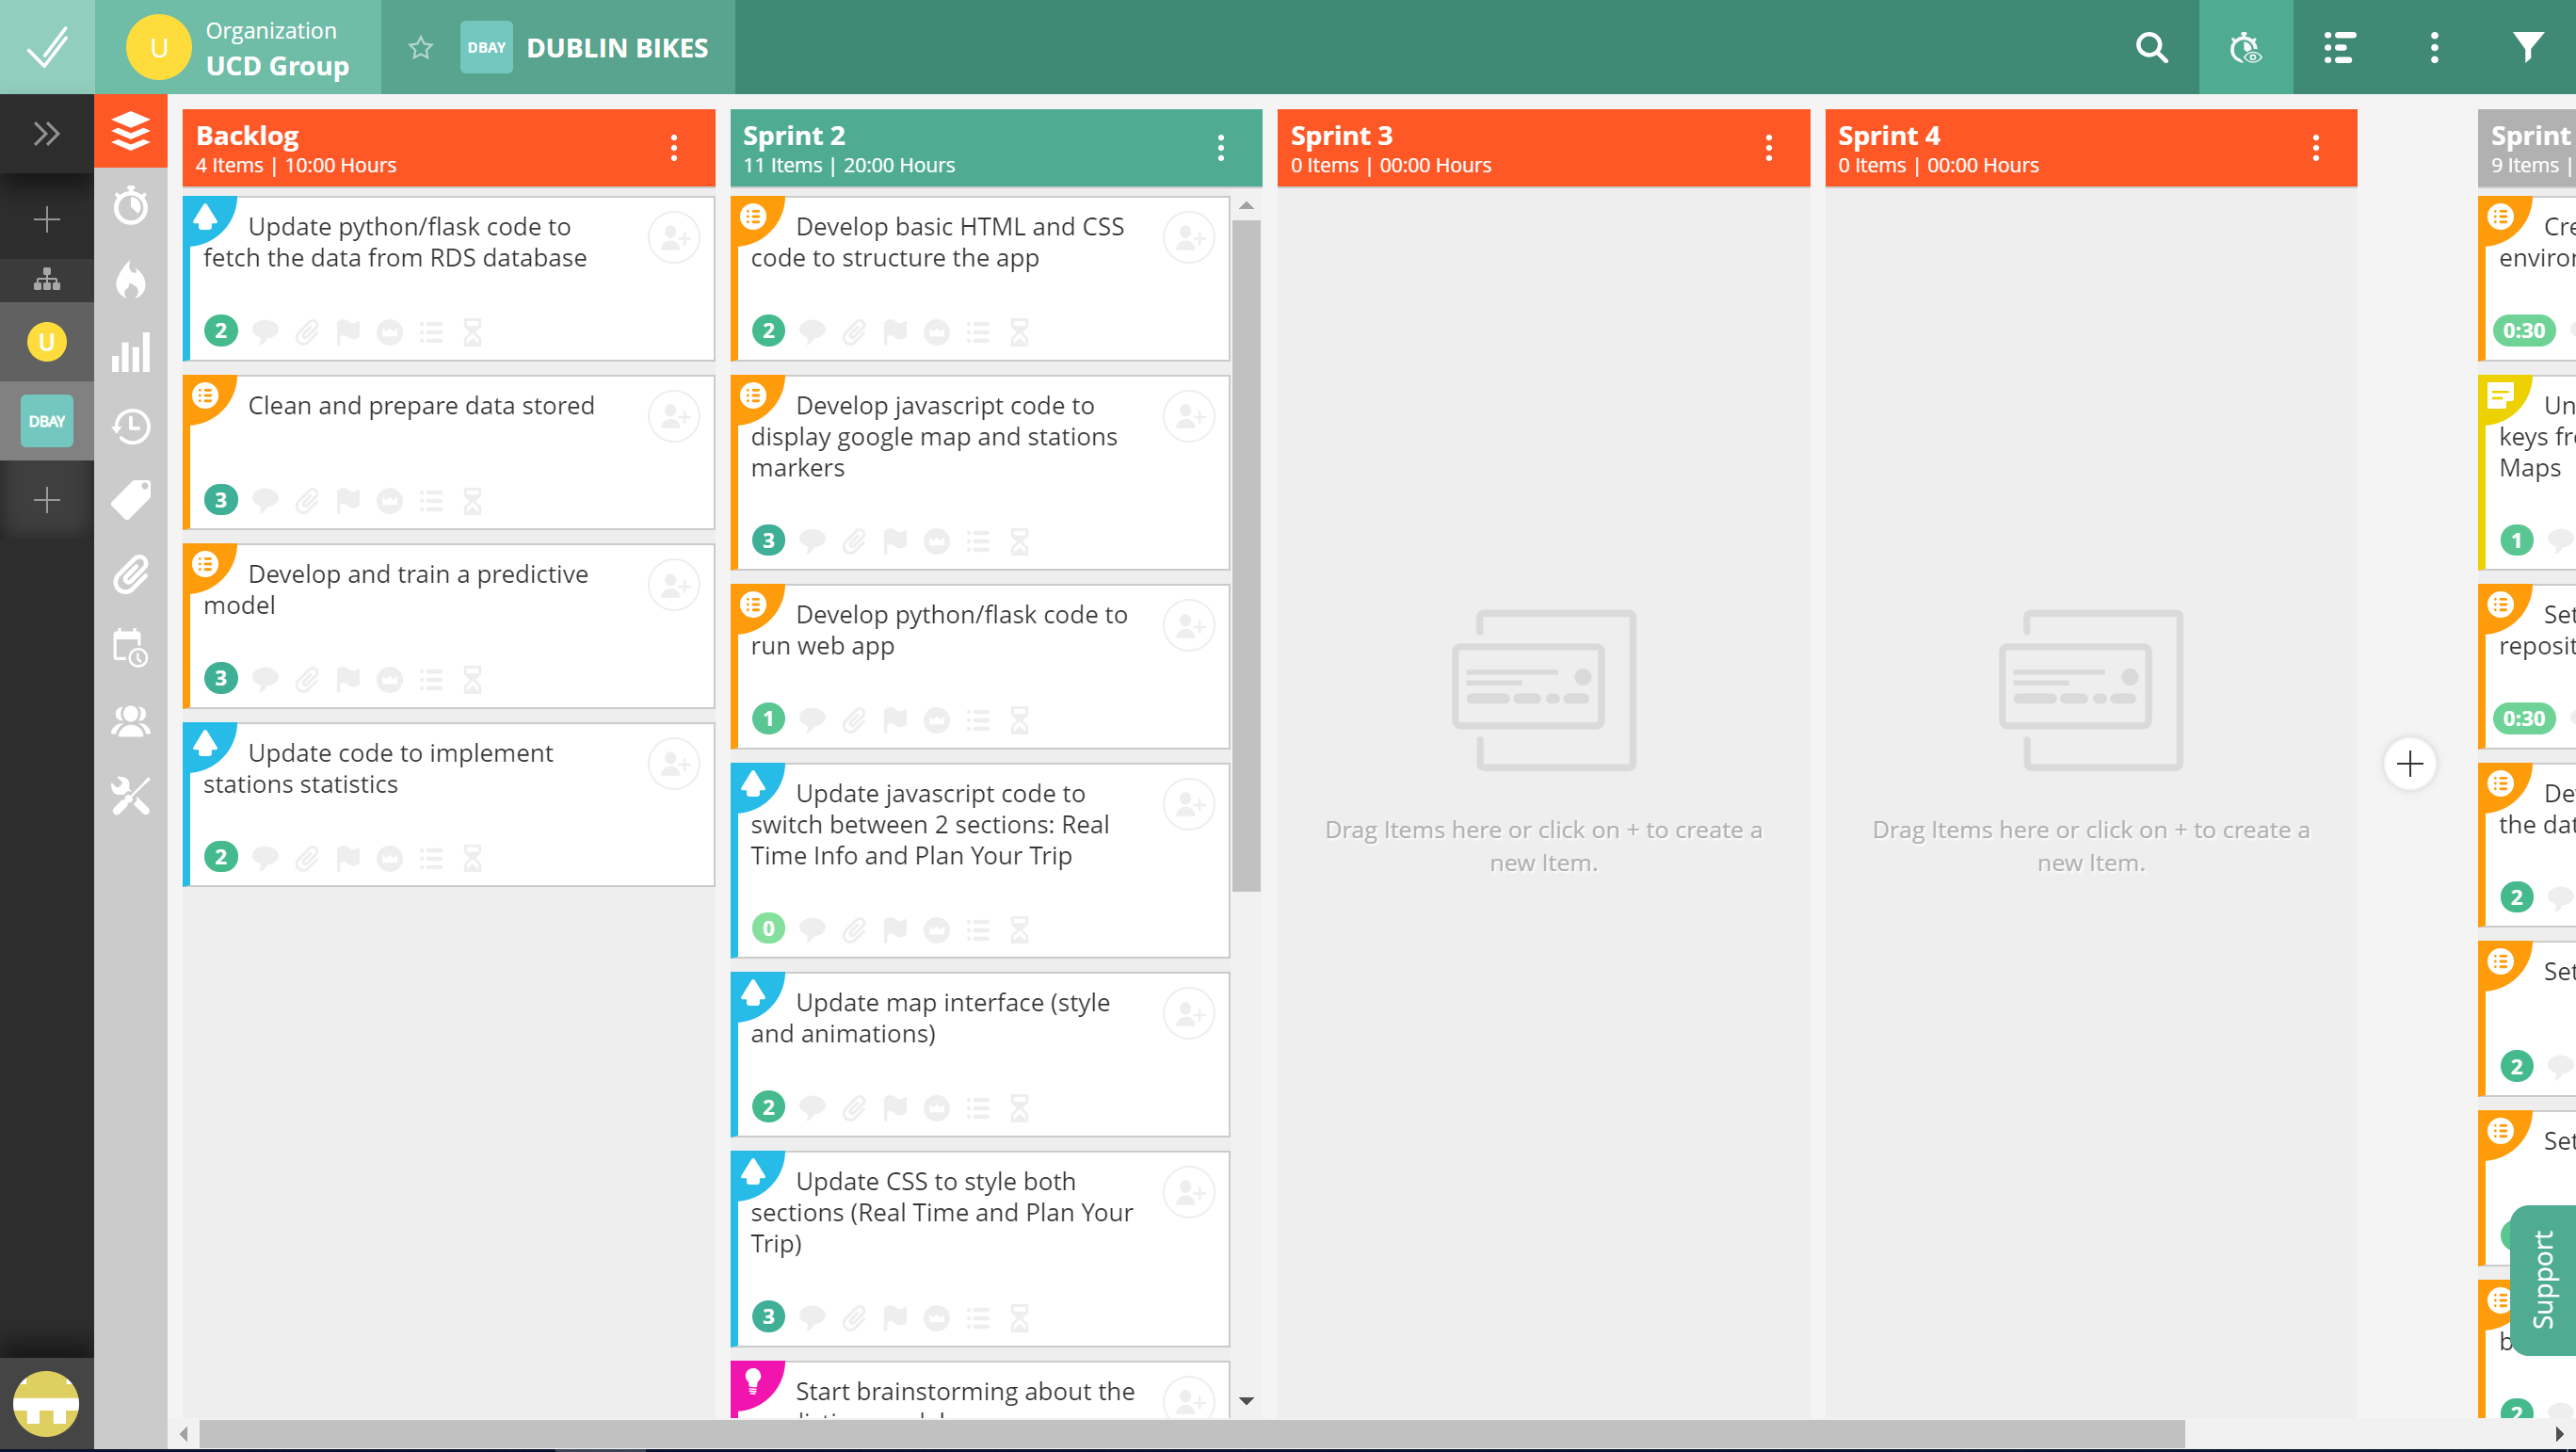 U
Organization
UCD Group
DBAY
DUBLIN BIKES
U
DBAY
Backlog
4 Items | 10:00 Hours
Update python/flask code to
fetch the data from RDS database
2
Clean and prepare data stored
3
Develop and train a predictive
model
3
Update code to implement
stations statistics
2
Sprint 2
11 Items | 20:00 Hours
Develop basic HTML and CSS
code to structure the app
2
Develop javascript code to
display google map and stations
markers
3
Develop python/flask code to
run web app
1
Update javascript code to
switch between 2 sections: Real
Time Info and Plan Your Trip
0
Update map interface (style
and animations)
2
Update CSS to style both
sections (Real Time and Plan Your
Trip)
3
Start brainstorming about the
Sprint 3
0 Items | 00:00 Hours
Drag Items here or click on + to create a
new Item.
Sprint 4
0 Items | 00:00 Hours
Drag Items here or click on + to create a
new Item.
Sprint
9 Items |
Cre
enviror
0:30
Un
keys fr
Maps
1
Set
reposit
0:30
De
the dat
2
Set
2
Set
b
2
Support